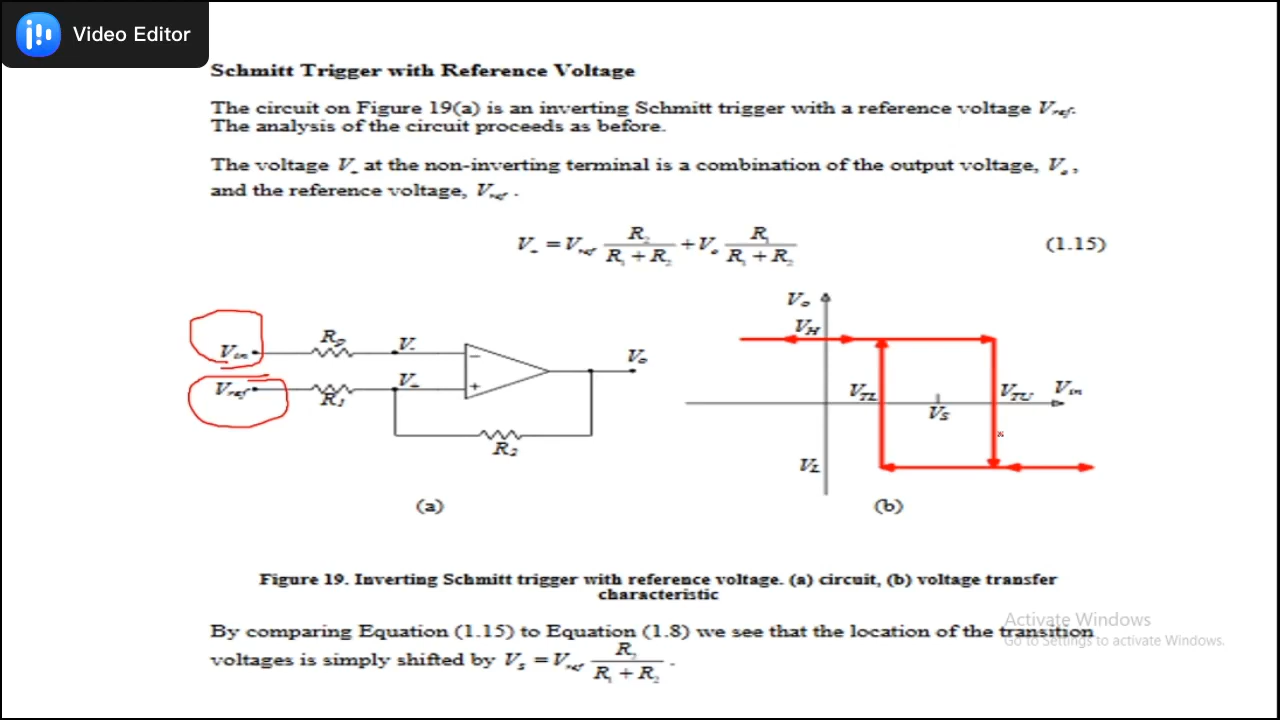 Video Editor
Schmitt Trigger with Reference Voltage
The circuit on Figure 19(a) is an inverting Schmitt trigger with a reference voltage Vref.
The analysis of the circuit proceeds as before.
The voltage V+ at the non-inverting terminal is a combination of the output voltage, Vo,
and the reference voltage, Vref.
V+ = Vref R2/(R1 + R2) + Vo R1/(R1 + R2) (1.15)
Vo
VH
Vin
Vref
R1
V-
V+
R2
Vo
VTL
VS
VTU
Vin
VL
(a)
(b)
Figure 19. Inverting Schmitt trigger with reference voltage. (a) circuit, (b) voltage transfer
characteristic
By comparing Equation (1.15) to Equation (1.8) we see that the location of the transition
voltages is simply shifted by Vs = Vref R2/(R1 + R2).
Activate Windows
Go to Settings to activate Windows.